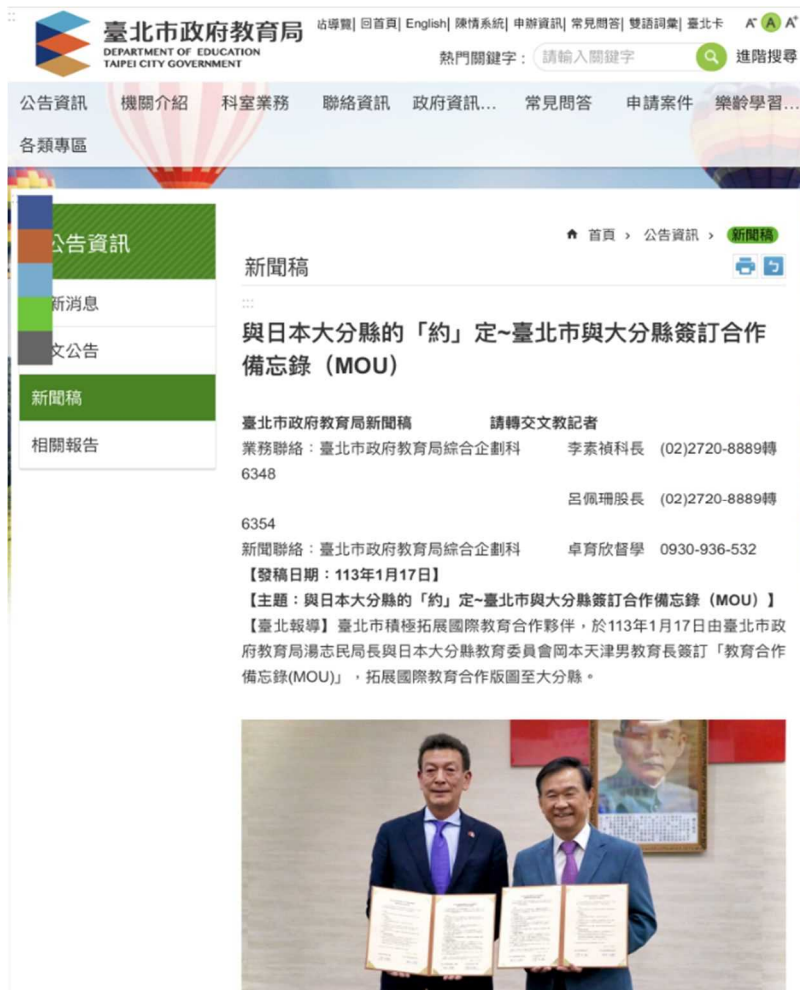 臺北市政府教育局
DEPARTMENT OF EDUCATION
TAIPEI CITY GOVERNMENT
站導覽| 回首頁| English| 陳情系統| 申辦資訊| 常見問答| 雙語詞彙| 臺北卡 A- A A+
熱門關鍵字： 請輸入關鍵字 進階搜尋
公告資訊 機關介紹 科室業務 聯絡資訊 政府資訊... 常見問答 申請案件 樂齡學習...
各類專區
公告資訊
新消息
文公告
新聞稿
相關報告
首頁 › 公告資訊 › 新聞稿
新聞稿
:::
與日本大分縣的「約」定~臺北市與大分縣簽訂合作
備忘錄（MOU）
臺北市政府教育局新聞稿 請轉交文教記者
業務聯絡：臺北市政府教育局綜合企劃科 李素禎科長 (02)2720-8889轉
6348
呂佩珊股長 (02)2720-8889轉
6354
新聞聯絡：臺北市政府教育局綜合企劃科 卓育欣督學 0930-936-532
【發稿日期：113年1月17日】
【主題：與日本大分縣的「約」定~臺北市與大分縣簽訂合作備忘錄（MOU）】
【臺北報導】臺北市積極拓展國際教育合作夥伴，於113年1月17日由臺北市政
府教育局湯志民局長與日本大分縣教育委員會岡本天津男教育長簽訂「教育合作
備忘錄(MOU)」，拓展國際教育合作版圖至大分縣。